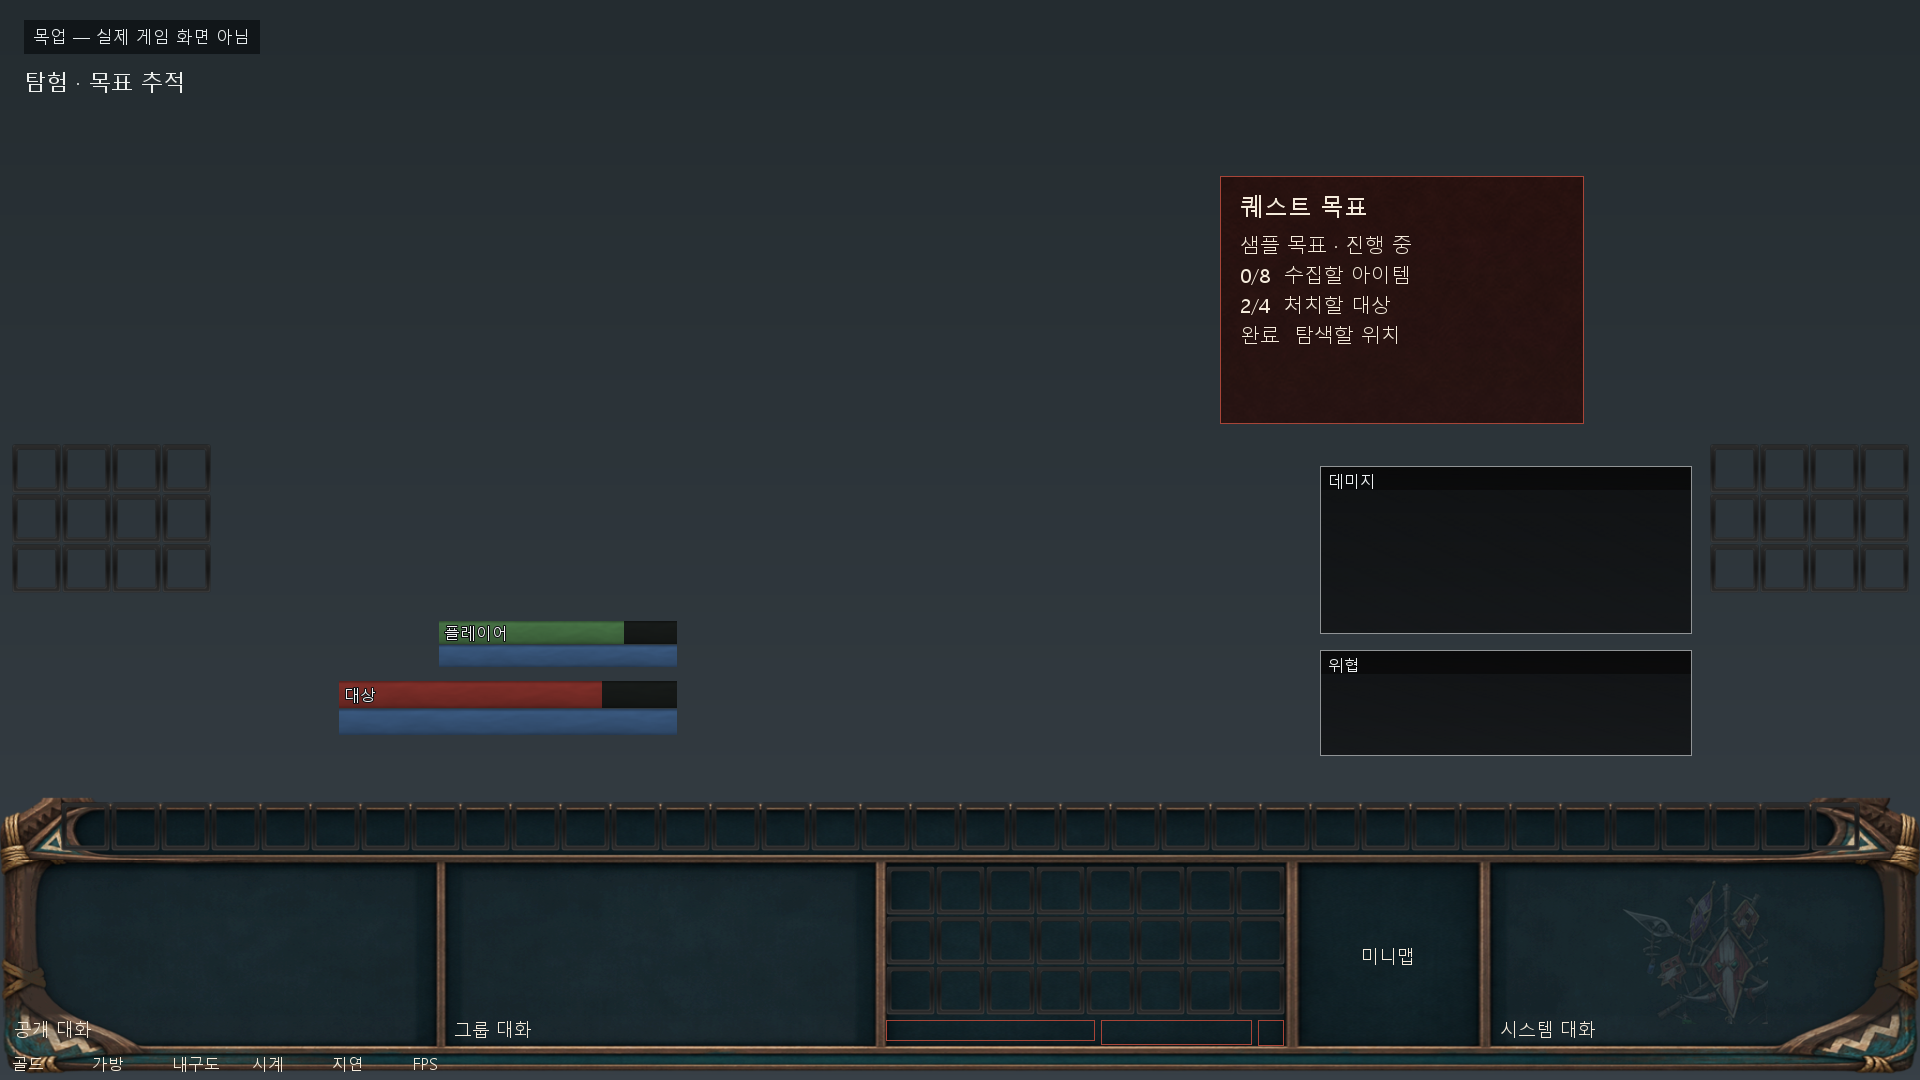 목업 — 실제 게임 화면 아님
탐험 · 목표 추적
퀘스트 목표
샘플 목표 · 진행 중
0/8 수집할 아이템
2/4 처치할 대상
완료 탐색할 위치
데미지
플레이어
위협
대상
미니맵
공개 대화
그룹 대화
시스템 대화
골드 가방 내구도 시계 지연 FPS